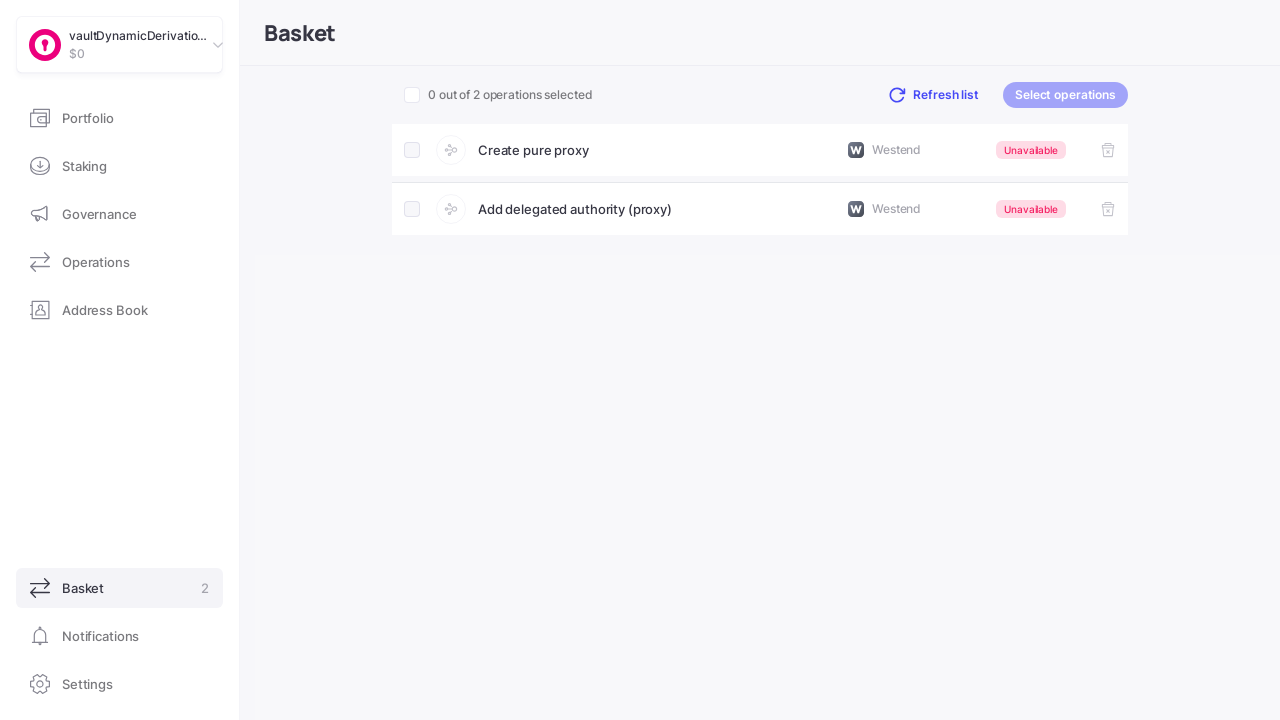 vaultDynamicDerivatio...
$0
Portfolio
Staking
Governance
Operations
Address Book
Basket 2
Notifications
Settings
Basket
0 out of 2 operations selected
Refresh list
Select operations
Create pure proxy
W Westend
Unavailable
Add delegated authority (proxy)
W Westend
Unavailable